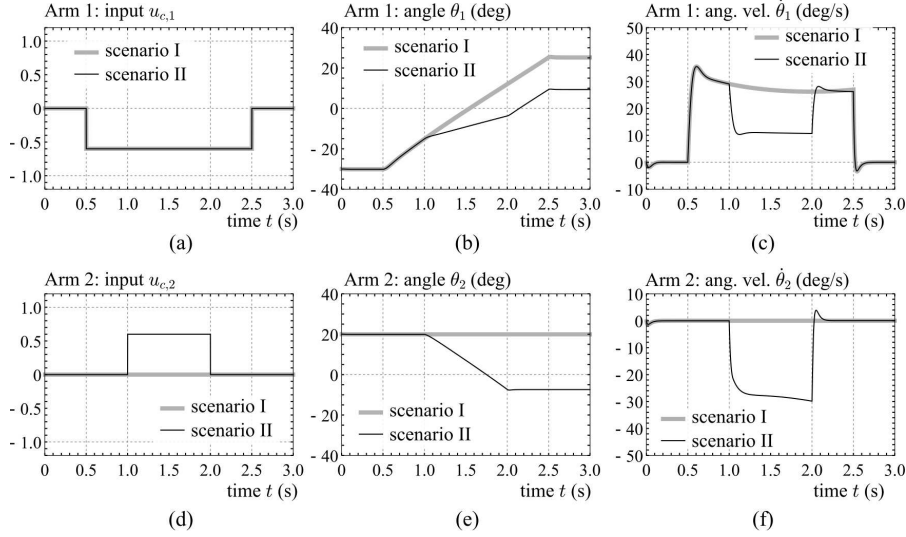 Arm 1: input u_{c,1}
1.0
0.5
0
- 0.5
- 1.0
scenario I
scenario II
0 0.5 1.0 1.5 2.0 2.5 3.0
time t (s)
(a)
Arm 1: angle θ_1 (deg)
40
20
0
- 20
- 40
scenario I
scenario II
0 0.5 1.0 1.5 2.0 2.5 3.0
time t (s)
(b)
Arm 1: ang. vel. θ̇_1 (deg/s)
40
30
20
10
0
- 10
scenario I
scenario II
0 0.5 1.0 1.5 2.0 2.5 3.0
time t (s)
(c)
Arm 2: input u_{c,2}
1.0
0.5
0
- 0.5
- 1.0
scenario I
scenario II
0 0.5 1.0 1.5 2.0 2.5 3.0
time t (s)
(d)
Arm 2: angle θ_2 (deg)
40
20
0
- 20
- 40
scenario I
scenario II
0 0.5 1.0 1.5 2.0 2.5 3.0
time t (s)
(e)
Arm 2: ang. vel. θ̇_2 (deg/s)
10
0
- 10
- 20
- 30
- 40
- 50
scenario I
scenario II
0 0.5 1.0 1.5 2.0 2.5 3.0
time t (s)
(f)